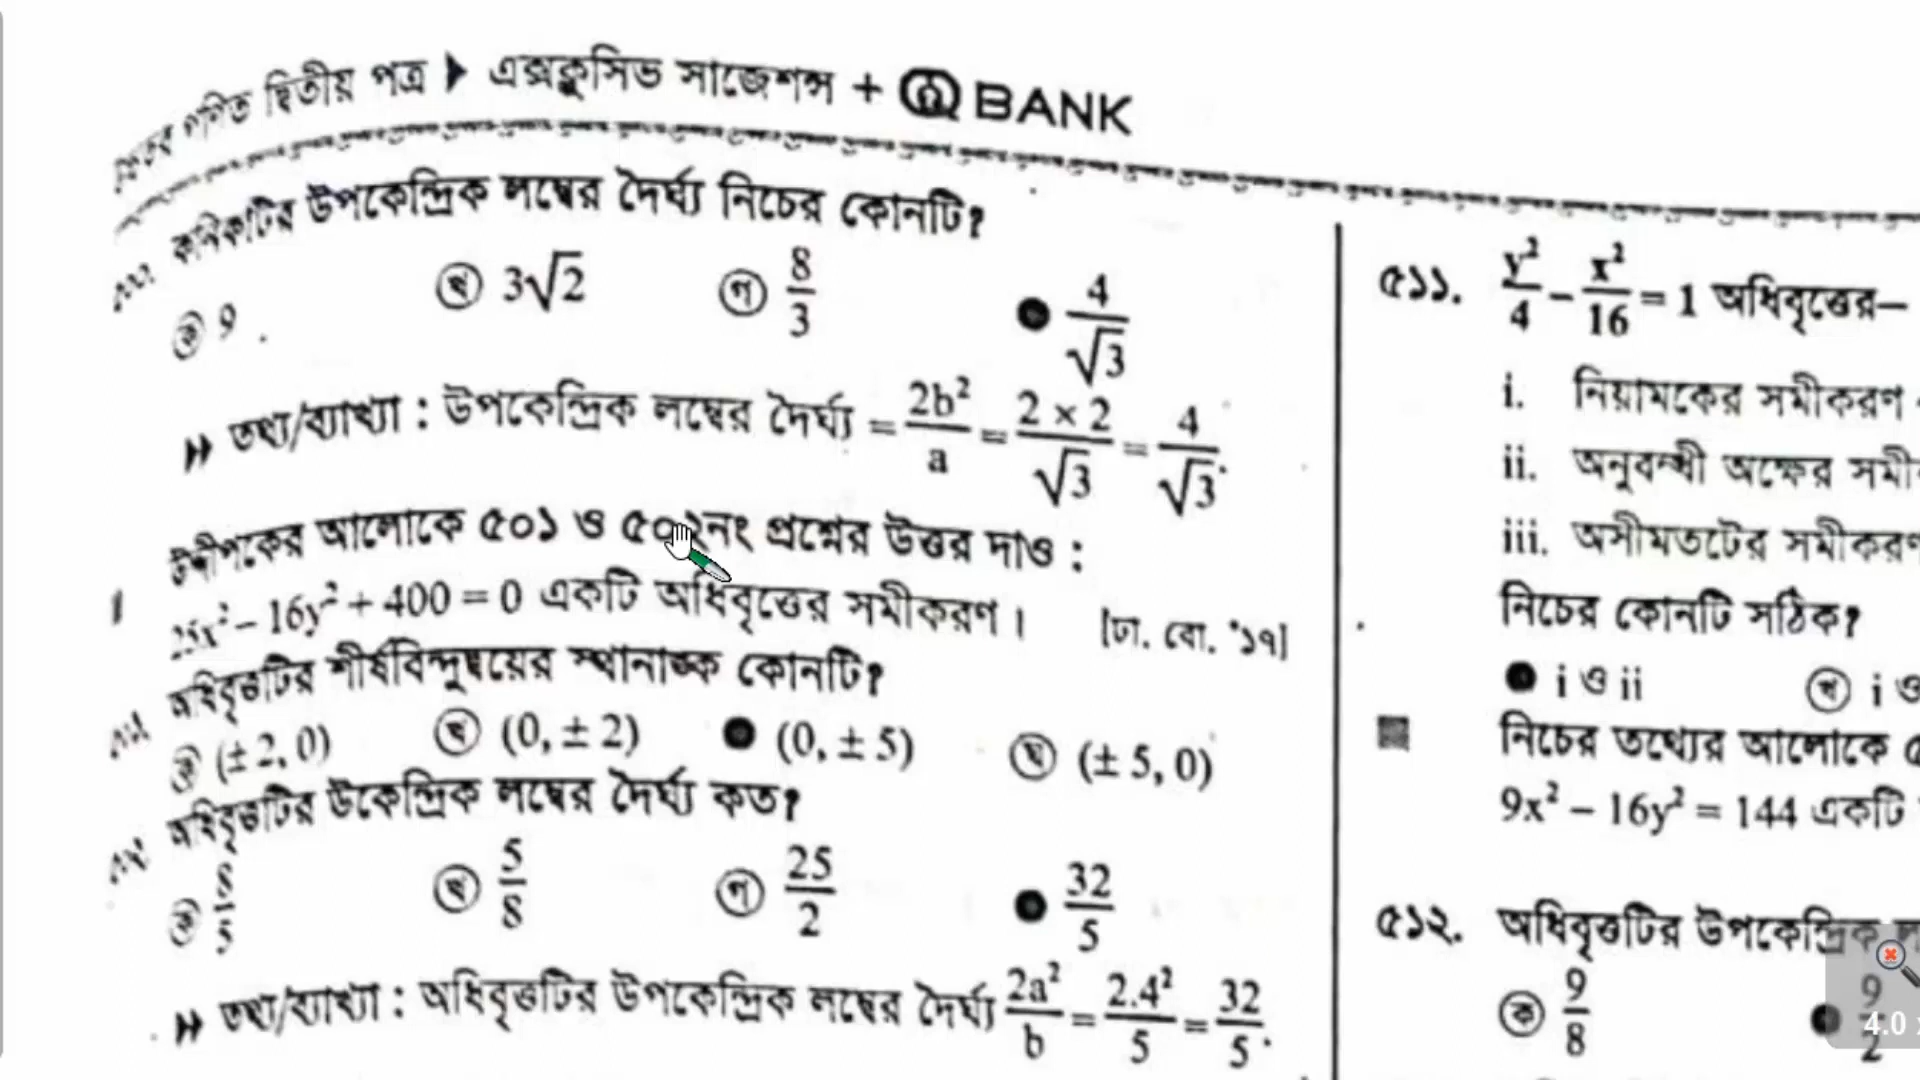 গণিত দ্বিতীয় পত্র ▶ এক্সক্লুসিভ সাজেশন্স + BANK
কনিকটির উপকেন্দ্রিক লম্বের দৈর্ঘ্য নিচের কোনটি?
ক 9 খ 3√2 গ 8/3 ● 4/√3
» তথ্য/ব্যাখ্যা : উপকেন্দ্রিক লম্বের দৈর্ঘ্য = 2b²/a = 2 × 2/√3 = 4/√3.
উদ্দীপকের আলোকে ৫০১ ও ৫০২নং প্রশ্নের উত্তর দাও :
25x² – 16y² + 400 = 0 একটি অধিবৃত্তের সমীকরণ। [ঢা. বো. '১৭]
অধিবৃত্তটির শীর্ষবিন্দুদ্বয়ের স্থানাঙ্ক কোনটি?
ক (± 2, 0) খ (0, ± 2) ● (0, ± 5) ঘ (± 5, 0)
অধিবৃত্তটির উকেন্দ্রিক লম্বের দৈর্ঘ্য কত?
ক 8/5 খ 5/8 গ 25/2 ● 32/5
» তথ্য/ব্যাখ্যা : অধিবৃত্তটির উপকেন্দ্রিক লম্বের দৈর্ঘ্য 2a²/b = 2.4²/5 = 32/5.
৫১১. y²/4 – x²/16 = 1 অধিবৃত্তের—
i. নিয়ামকের সমীকরণ
ii. অনুবন্ধী অক্ষের সমী
iii. অসীমতটের সমীকরণ
নিচের কোনটি সঠিক?
● i ও ii খ i ও
নিচের তথ্যের আলোকে ৫
9x² – 16y² = 144 একটি
৫১২. অধিবৃত্তটির উপকেন্দ্রিক ল
ক 9/8 ● 9/2
4.0 x